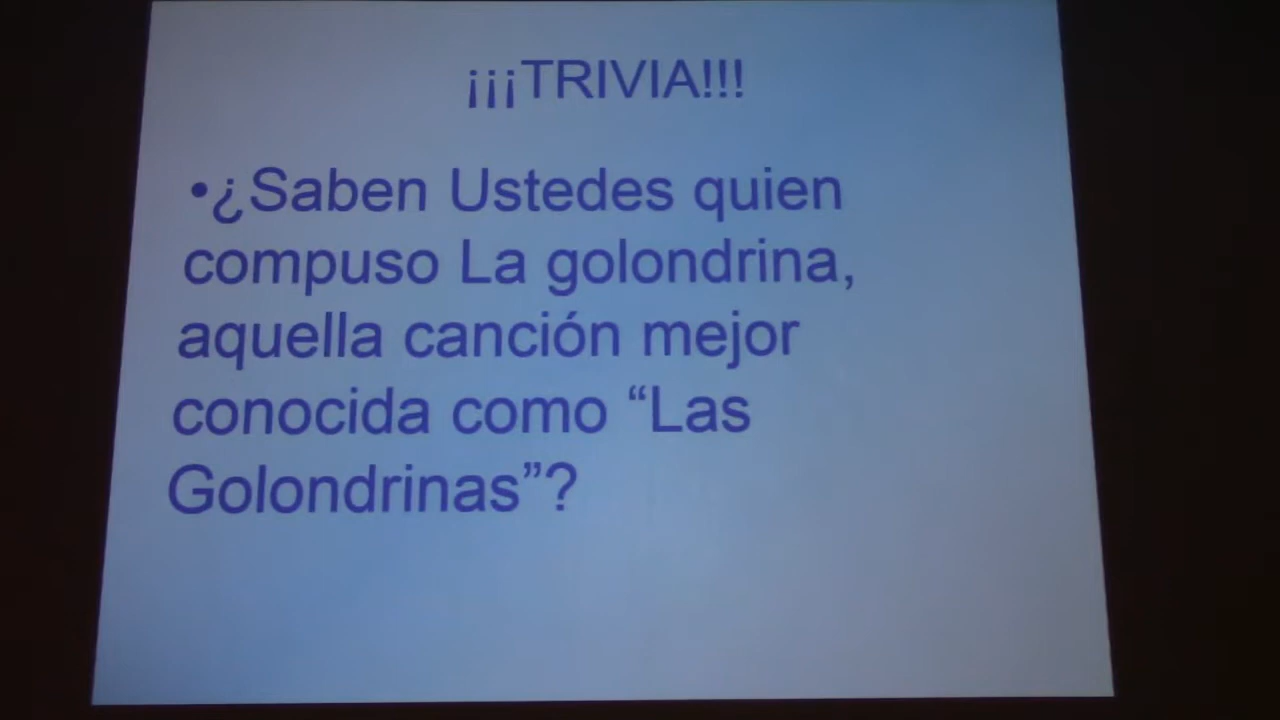 ¡¡¡TRIVIA!!!
•¿Saben Ustedes quien
compuso La golondrina,
aquella canción mejor
conocida como “Las
Golondrinas”?